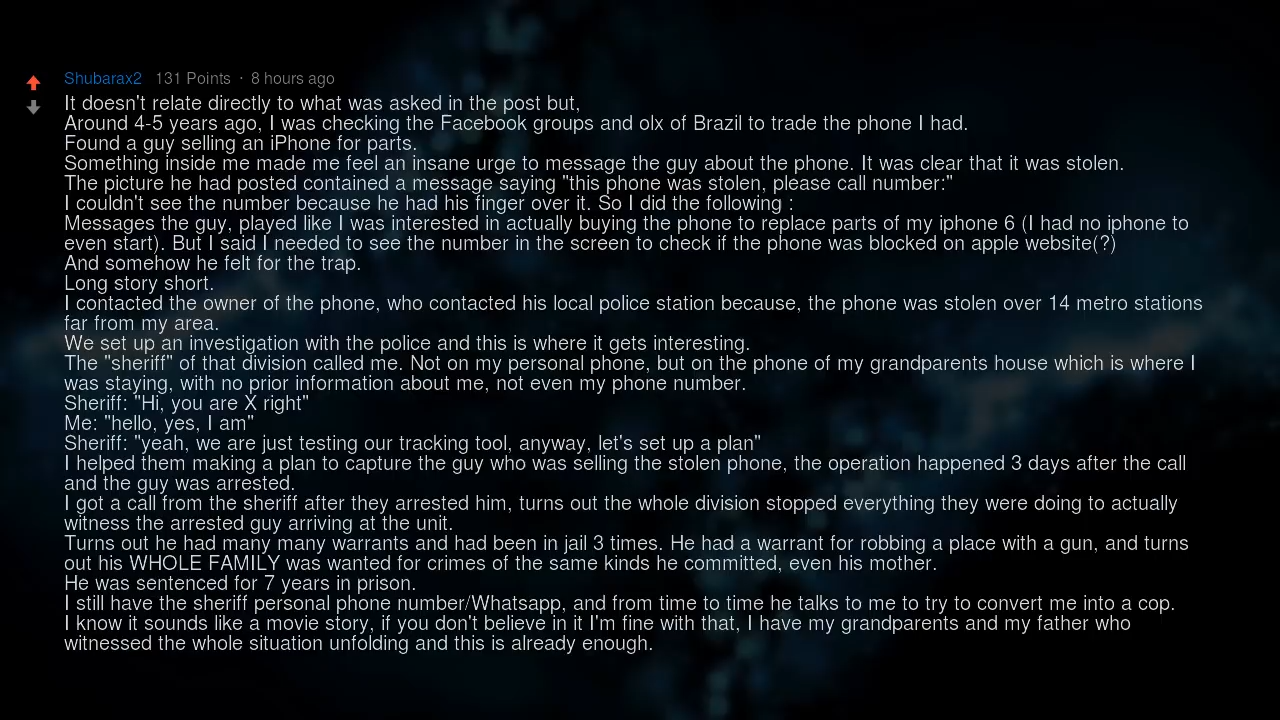 Shubarax2 131 Points · 8 hours ago
It doesn't relate directly to what was asked in the post but,
Around 4-5 years ago, I was checking the Facebook groups and olx of Brazil to trade the phone I had.
Found a guy selling an iPhone for parts.
Something inside me made me feel an insane urge to message the guy about the phone. It was clear that it was stolen.
The picture he had posted contained a message saying "this phone was stolen, please call number:"
I couldn't see the number because he had his finger over it. So I did the following :
Messages the guy, played like I was interested in actually buying the phone to replace parts of my iphone 6 (I had no iphone to
even start). But I said I needed to see the number in the screen to check if the phone was blocked on apple website(?)
And somehow he felt for the trap.
Long story short.
I contacted the owner of the phone, who contacted his local police station because, the phone was stolen over 14 metro stations
far from my area.
We set up an investigation with the police and this is where it gets interesting.
The "sheriff" of that division called me. Not on my personal phone, but on the phone of my grandparents house which is where I
was staying, with no prior information about me, not even my phone number.
Sheriff: "Hi, you are X right"
Me: "hello, yes, I am"
Sheriff: "yeah, we are just testing our tracking tool, anyway, let's set up a plan"
I helped them making a plan to capture the guy who was selling the stolen phone, the operation happened 3 days after the call
and the guy was arrested.
I got a call from the sheriff after they arrested him, turns out the whole division stopped everything they were doing to actually
witness the arrested guy arriving at the unit.
Turns out he had many many warrants and had been in jail 3 times. He had a warrant for robbing a place with a gun, and turns
out his WHOLE FAMILY was wanted for crimes of the same kinds he committed, even his mother.
He was sentenced for 7 years in prison.
I still have the sheriff personal phone number/Whatsapp, and from time to time he talks to me to try to convert me into a cop.
I know it sounds like a movie story, if you don't believe in it I'm fine with that, I have my grandparents and my father who
witnessed the whole situation unfolding and this is already enough.